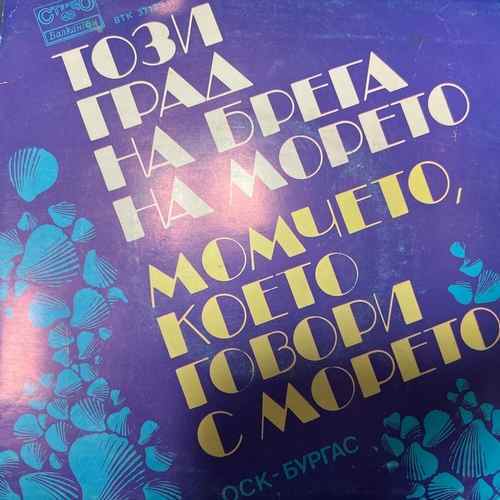 СТЕРЕО
Балкантон
ВТК
ТОЗИ
ГРАД
НА БРЕГА
НА МОРЕТО
МОМЧЕТО,
КОЕТО
ГОВОРИ
С МОРЕТО
ОСК-БУРГАС